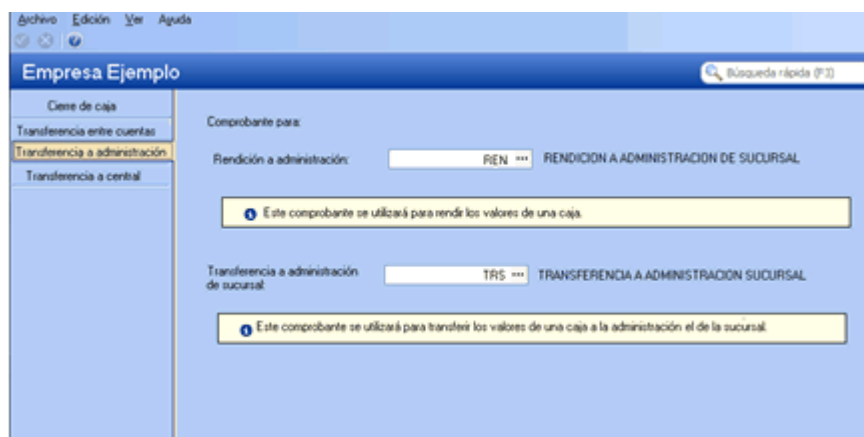 Archivo Edición Ver Ayuda
Empresa Ejemplo
Búsqueda rápida (F3)
Cierre de caja
Transferencia entre cuentas
Transferencia a administración
Transferencia a central
Comprobante para:
Rendición a administración: REN ... RENDICION A ADMINISTRACION DE SUCURSAL
Este comprobante se utilizará para rendir los valores de una caja.
Transferencia a administración
de sucursal: TRS ... TRANSFERENCIA A ADMINISTRACION SUCURSAL
Este comprobante se utilizará para transferir los valores de una caja a la administración el de la sucursal.